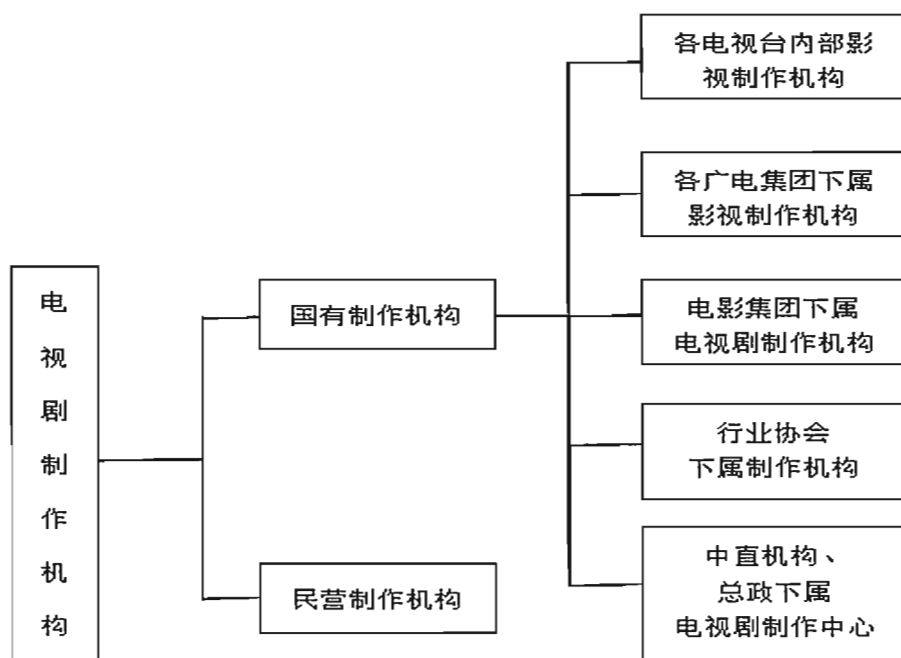 电
视
剧
制
作
机
构
国有制作机构
民营制作机构
各电视台内部影
视制作机构
各广电集团下属
影视制作机构
电影集团下属
电视剧制作机构
行业协会
下属制作机构
中直机构、
总政下属
电视剧制作中心